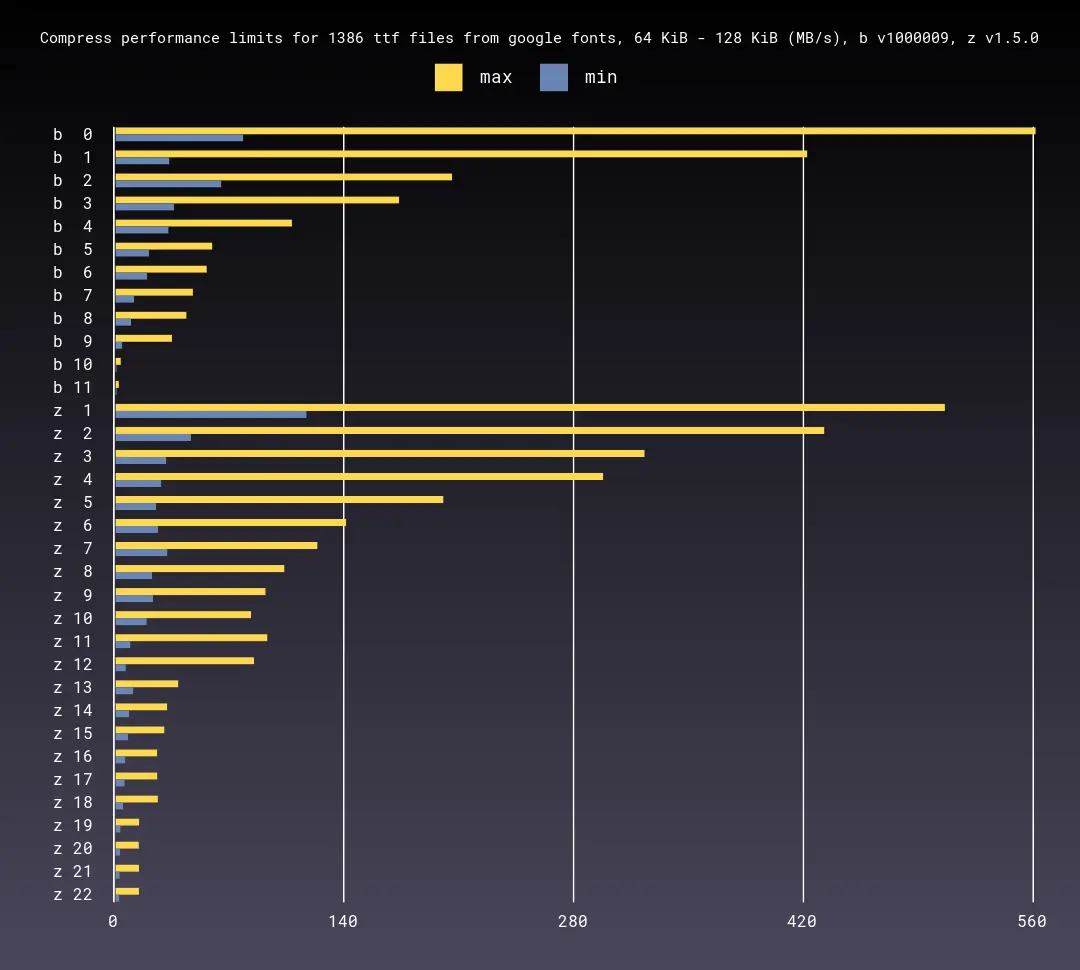 Compress performance limits for 1386 ttf files from google fonts, 64 KiB - 128 KiB (MB/s), b v1000009, z v1.5.0
max min
b 0
b 1
b 2
b 3
b 4
b 5
b 6
b 7
b 8
b 9
b 10
b 11
z 1
z 2
z 3
z 4
z 5
z 6
z 7
z 8
z 9
z 10
z 11
z 12
z 13
z 14
z 15
z 16
z 17
z 18
z 19
z 20
z 21
z 22
0 140 280 420 560